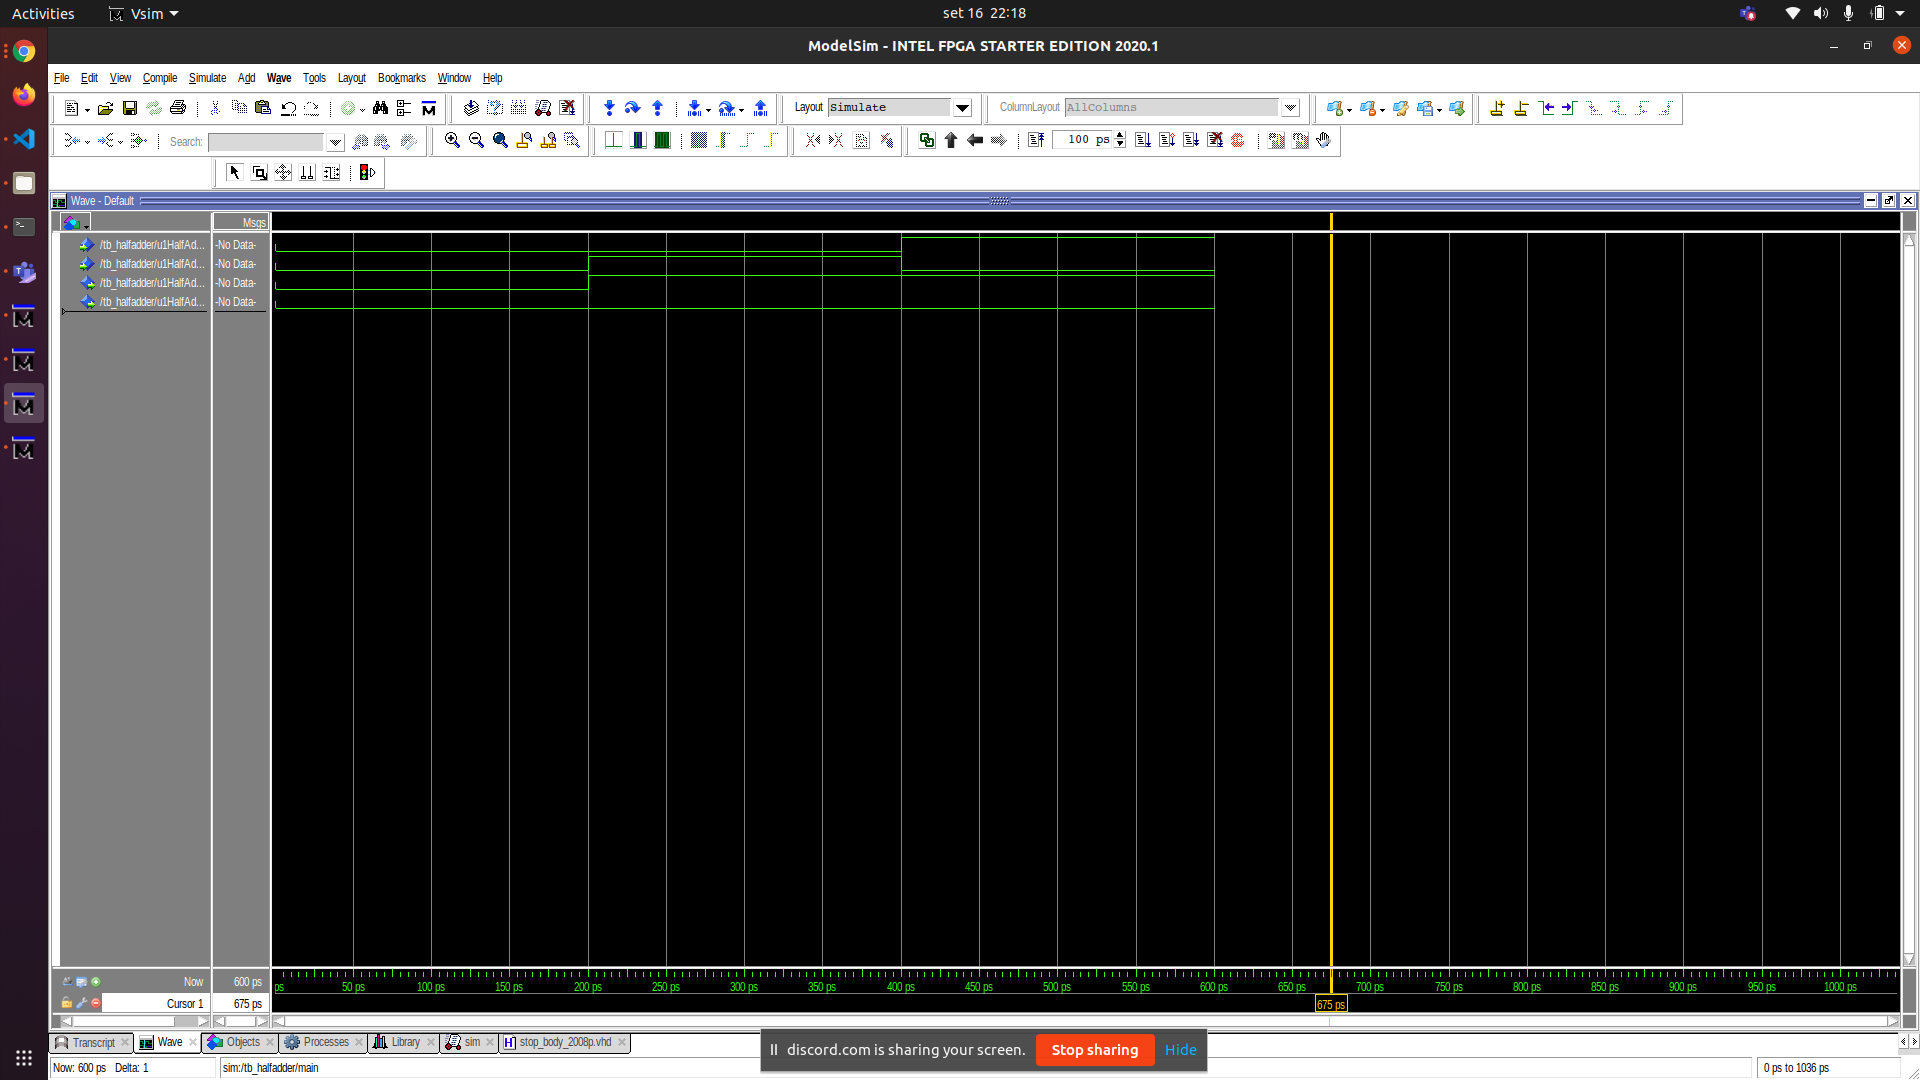 Activities Vsim set 16 22:18
ModelSim - INTEL FPGA STARTER EDITION 2020.1
File Edit View Compile Simulate Add Wave Tools Layout Bookmarks Window Help
Layout Simulate ColumnLayout AllColumns
Search: 100 ps
Wave - Default
Msgs
/tb_halfadder/u1HalfAd... -No Data-
/tb_halfadder/u1HalfAd... -No Data-
/tb_halfadder/u1HalfAd... -No Data-
/tb_halfadder/u1HalfAd... -No Data-
Now 600 ps ps 50 ps 100 ps 150 ps 200 ps 250 ps 300 ps 350 ps 400 ps 450 ps 500 ps 550 ps 600 ps 650 ps 700 ps 750 ps 800 ps 850 ps 900 ps 950 ps 1000 ps
Cursor 1 675 ps 675 ps
Transcript Wave Objects Processes Library sim stop_body_2008p.vhd
discord.com is sharing your screen. Stop sharing Hide
Now: 600 ps Delta: 1 sim:/tb_halfadder/main 0 ps to 1036 ps